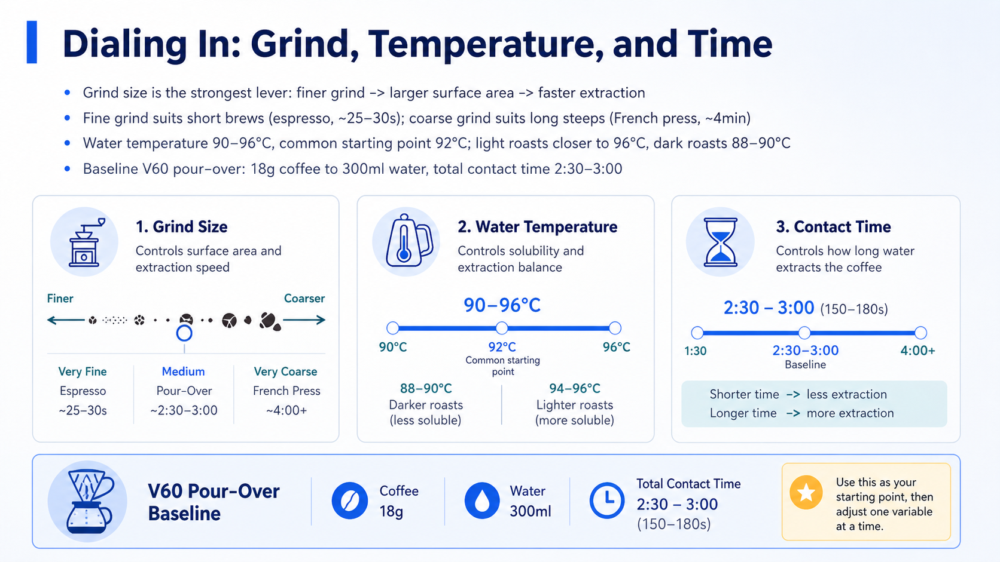 Dialing In: Grind, Temperature, and Time
• Grind size is the strongest lever: finer grind –> larger surface area –> faster extraction
• Fine grind suits short brews (espresso, ~25–30s); coarse grind suits long steeps (French press, ~4min)
• Water temperature 90–96°C, common starting point 92°C; light roasts closer to 96°C, dark roasts 88–90°C
• Baseline V60 pour-over: 18g coffee to 300ml water, total contact time 2:30–3:00
1. Grind Size
Controls surface area and
extraction speed
Finer
Coarser
Very Fine
Espresso
~25–30s
Medium
Pour-Over
~2:30–3:00
Very Coarse
French Press
~4:00+
2. Water Temperature
Controls solubility and
extraction balance
90–96°C
90°C
92°C
96°C
Common starting
point
88–90°C
Darker roasts
(less soluble)
94–96°C
Lighter roasts
(more soluble)
3. Contact Time
Controls how long water
extracts the coffee
2:30 – 3:00 (150–180s)
1:30
2:30–3:00
4:00+
Baseline
Shorter time –> less extraction
Longer time –> more extraction
V60 Pour-Over
Baseline
Coffee
18g
Water
300ml
Total Contact Time
2:30 – 3:00
(150–180s)
Use this as your
starting point, then
adjust one variable
at a time.